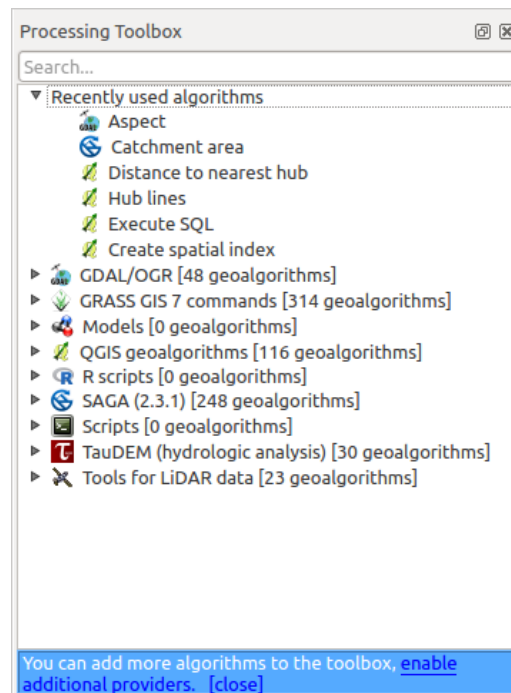 Processing Toolbox
Search...
Recently used algorithms
Aspect
Catchment area
Distance to nearest hub
Hub lines
Execute SQL
Create spatial index
GDAL/OGR [48 geoalgorithms]
GRASS GIS 7 commands [314 geoalgorithms]
Models [0 geoalgorithms]
QGIS geoalgorithms [116 geoalgorithms]
R scripts [0 geoalgorithms]
SAGA (2.3.1) [248 geoalgorithms]
Scripts [0 geoalgorithms]
TauDEM (hydrologic analysis) [30 geoalgorithms]
Tools for LiDAR data [23 geoalgorithms]
You can add more algorithms to the toolbox, enable
additional providers. [close]